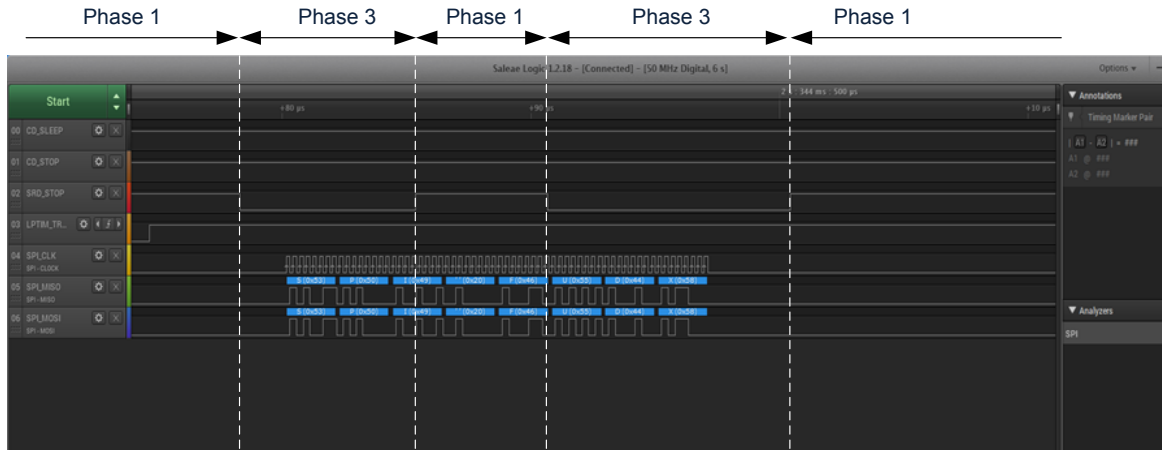 Phase 1 Phase 3 Phase 1 Phase 3 Phase 1
Saleae Logic 1.2.18 - [Connected] - [50 MHz Digital, 6 s]
Options
Start
: 344 ms : 500 µs
+80 µs +90 µs +10 µs
Annotations
Timing Marker Pair
00 CD_SLEEP
| A1 - A2 | = ###
A1 @ ###
A2 @ ###
01 CD_STOP
02 SRD_STOP
03 LPTIM_TR...
04 SPI_CLK
SPI - CLOCK
05 SPI_MISO
SPI - MISO
S (0x53) P (0x50) I (0x49) (0x20) F (0x46) U (0x55) D (0x44) X (0x58)
06 SPI_MOSI
SPI - MOSI
S (0x53) P (0x50) I (0x49) (0x20) F (0x46) U (0x55) D (0x44) X (0x58)
Analyzers
SPI